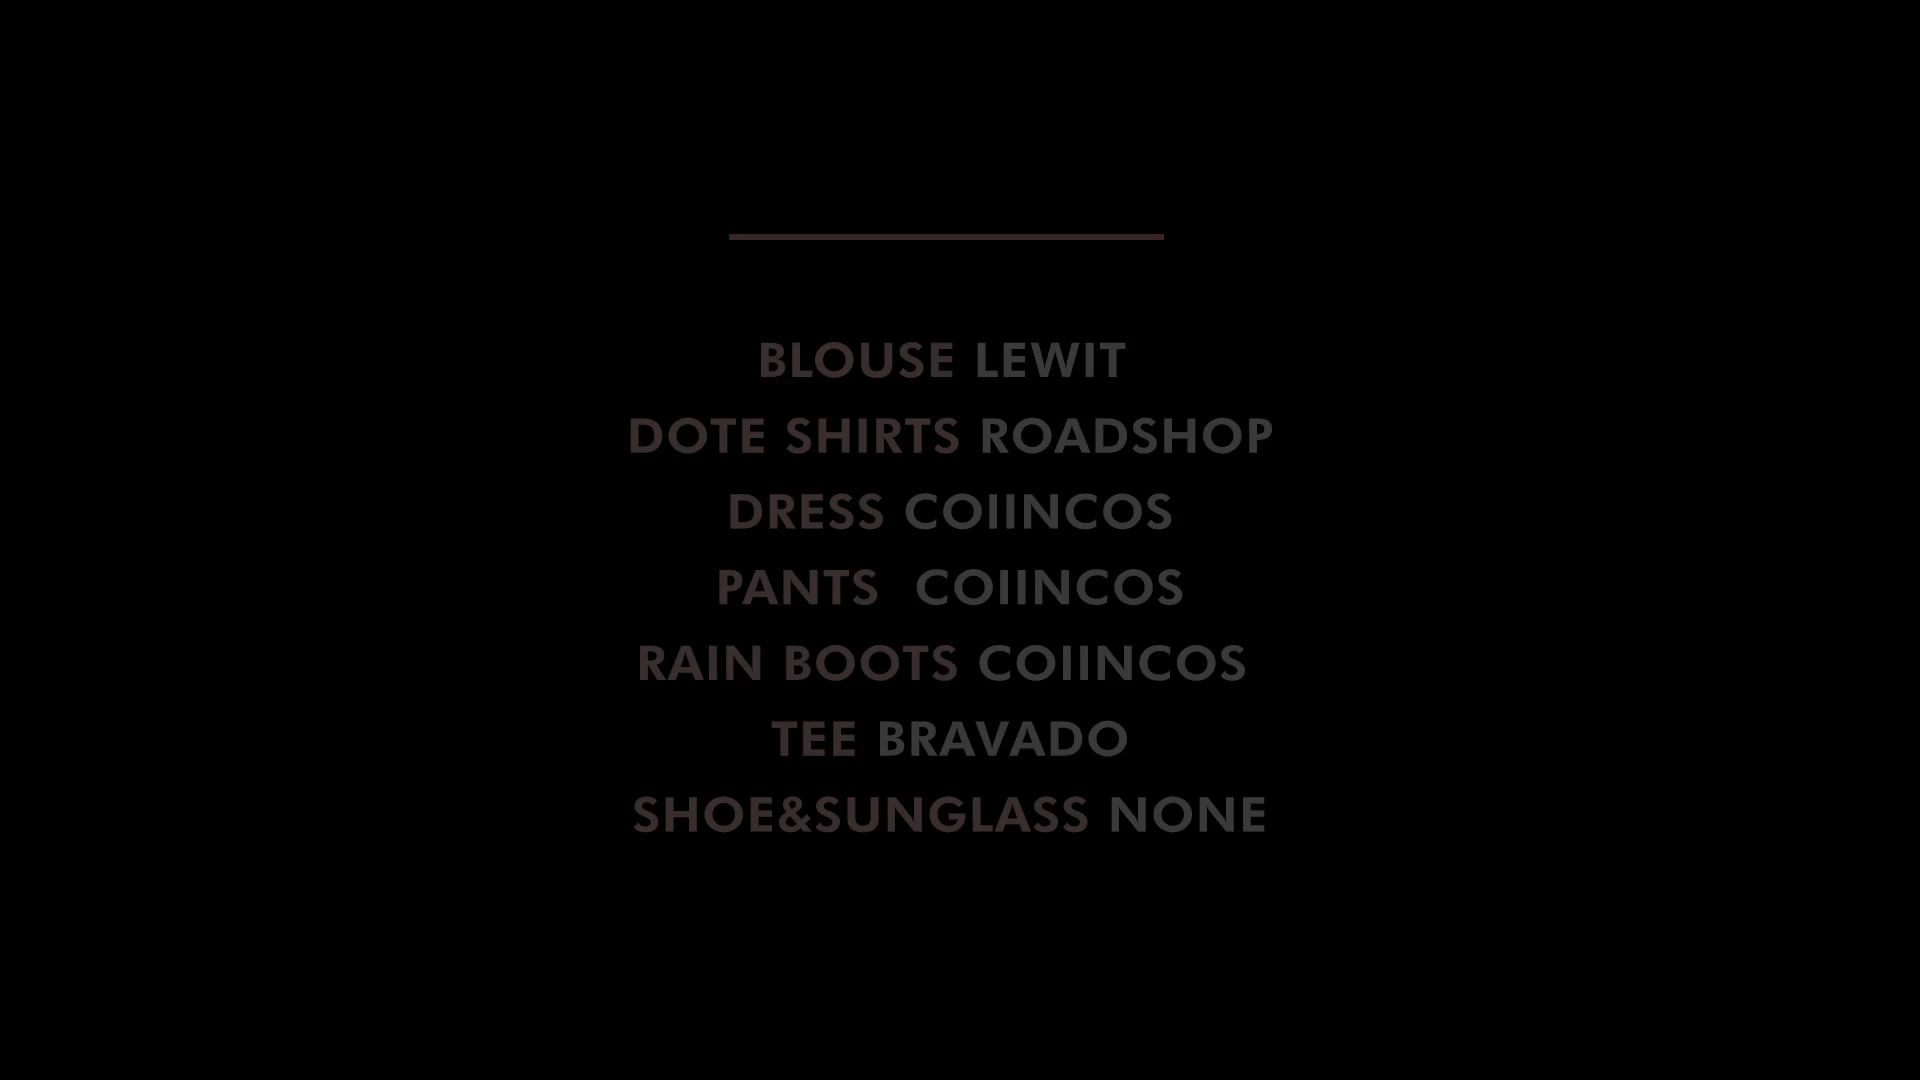 BLOUSE LEWIT
DOTE SHIRTS ROADSHOP
DRESS COIINCOS
PANTS  COIINCOS
RAIN BOOTS COIINCOS
TEE BRAVADO
SHOE&SUNGLASS NONE